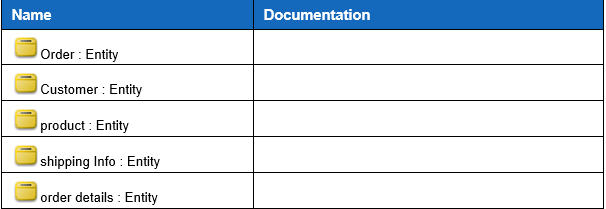 Name Documentation
Order : Entity
Customer : Entity
product : Entity
shipping Info : Entity
order details : Entity